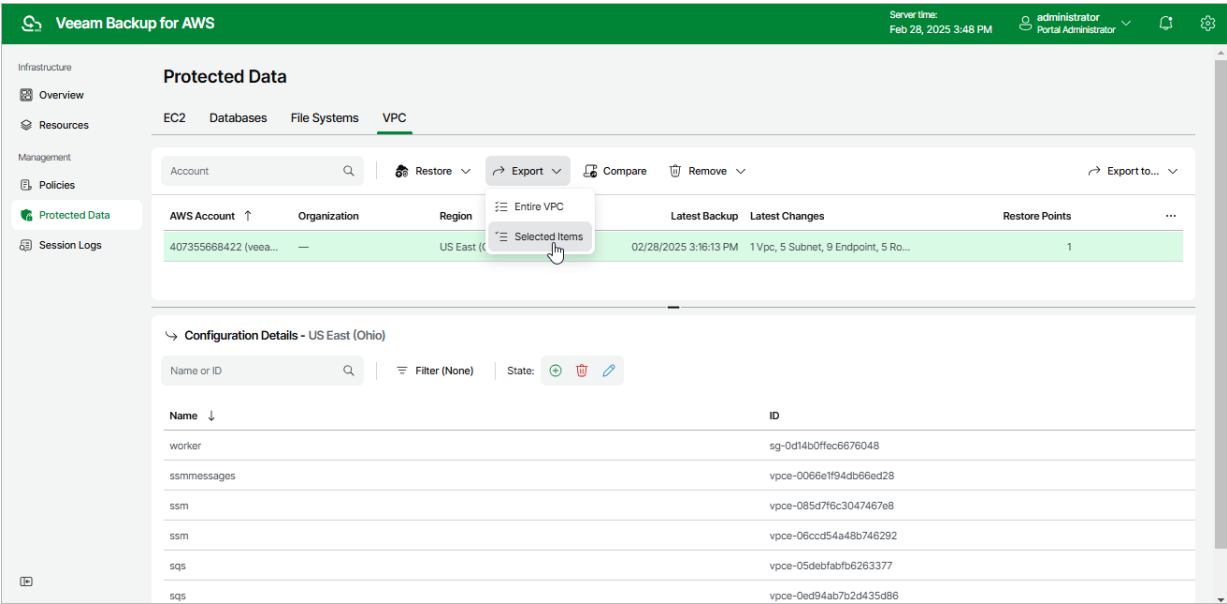 Veeam Backup for AWS
Server time:
Feb 28, 2025 3:48 PM
administrator
Portal Administrator
Infrastructure
Overview
Resources
Management
Policies
Protected Data
Session Logs
Protected Data
EC2 Databases File Systems VPC
Account Restore Export Compare Remove Export to...
Entire VPC
Selected Items
AWS Account Organization Region Latest Backup Latest Changes Restore Points ...
407355668422 (veea... — US East ( 02/28/2025 3:16:13 PM 1 Vpc, 5 Subnet, 9 Endpoint, 5 Ro... 1
Configuration Details - US East (Ohio)
Name or ID Filter (None) State:
Name ID
worker sg-0d14b0ffec6676048
ssmmessages vpce-0066e1f94db66ed28
ssm vpce-085d7f6c3047467e8
ssm vpce-06ccd54a48b746292
sqs vpce-05debfabfb6263377
sqs vpce-0ed94ab7b2d435d86